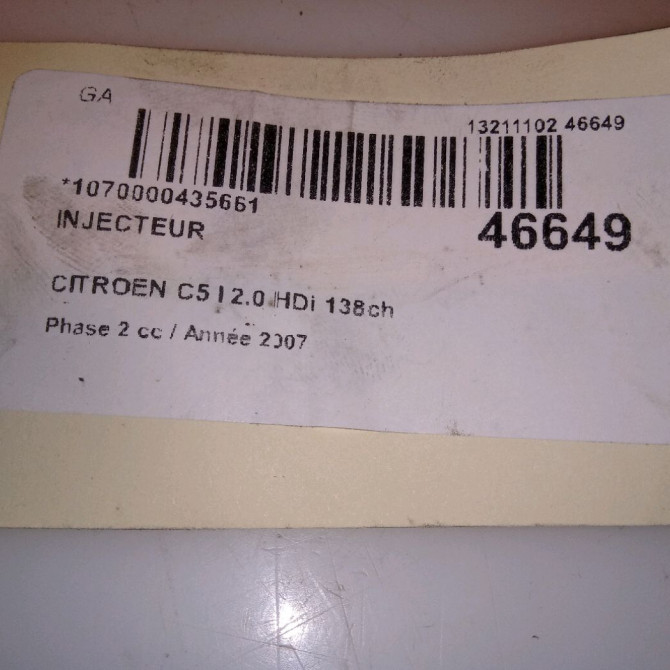 GA
13211102 46649
*1070000435661
46649
INJECTEUR
CITROEN C5 I 2.0 HDi 138ch
Phase 2 cc / Année 2007